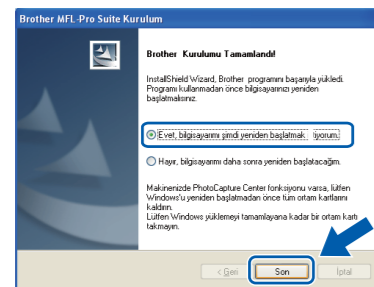 Brother MFL-Pro Suite Kurulum
Brother Kurulumu Tamamlandı!
InstallShield Wizard, Brother programını başarıyla yükledi.
Programı kullanmadan önce bilgisayarınızı yeniden
başlatmalısınız.
Evet, bilgisayarımı şimdi yeniden başlatmak tiyorum.
Hayır, bilgisayarımı daha sonra yeniden başlatacağım.
Makinenizde PhotoCapture Center fonksiyonu varsa, lütfen
Windows'u yeniden başlatmadan önce tüm ortam kartlarını
kaldırın.
Lütfen Windows yüklemeyi tamamlayana kadar bir ortam kartı
takmayın.
< Geri
Son
İptal